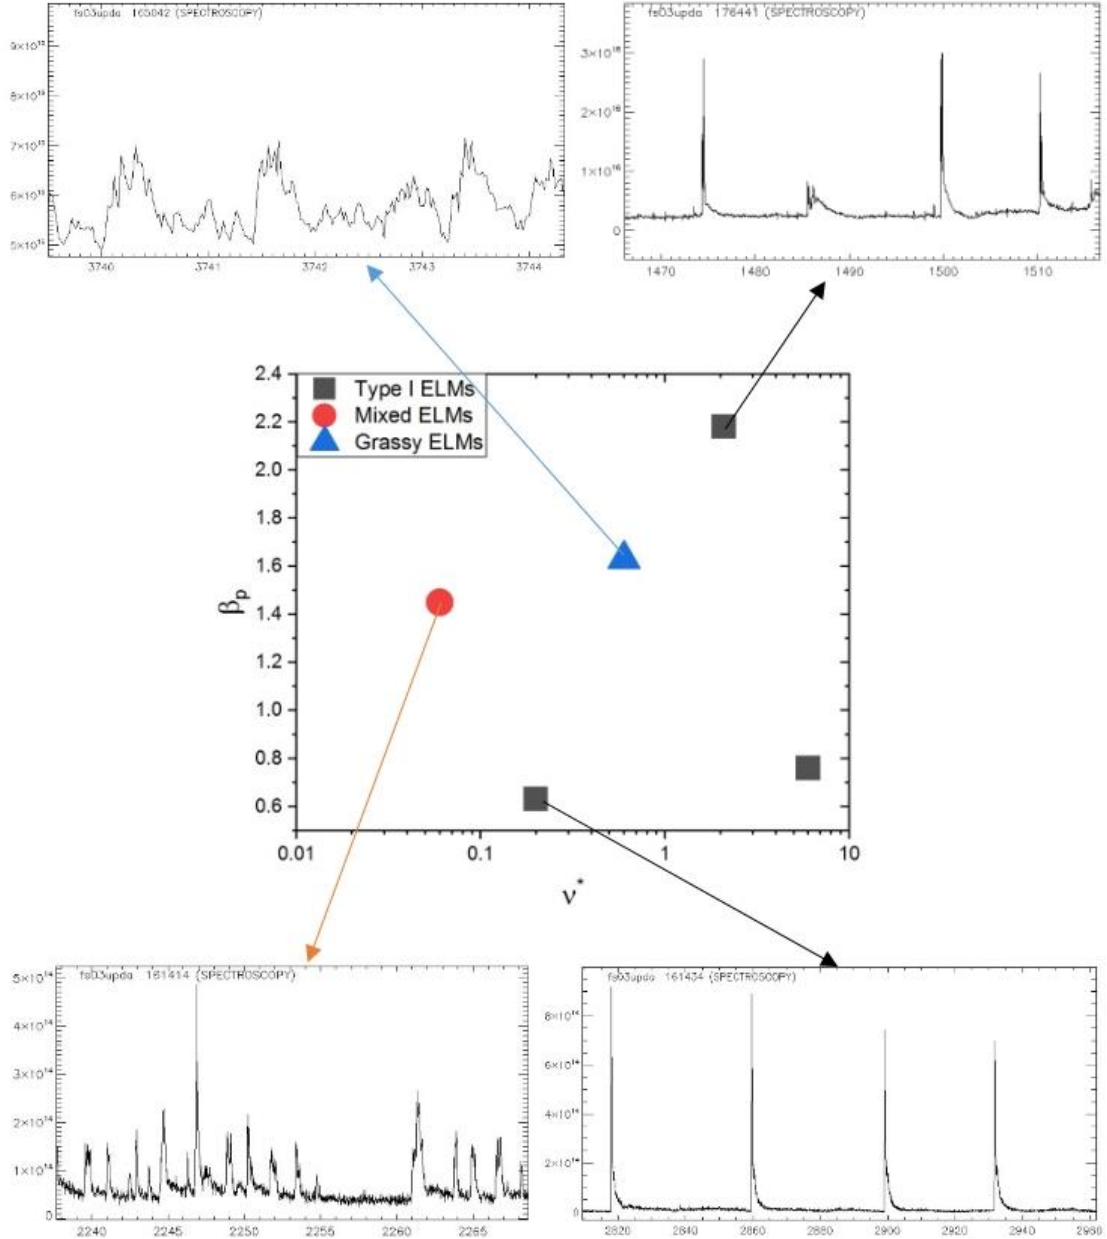 fs03upda 165042 (SPECTROSCOPY)
9×10¹⁵
8×10¹⁵
7×10¹⁵
6×10¹⁵
5×10¹⁵
3740 3741 3742 3743 3744
fs03upda 176441 (SPECTROSCOPY)
3×10¹⁶
2×10¹⁶
1×10¹⁶
0
1470 1480 1490 1500 1510
Type I ELMs
Mixed ELMs
Grassy ELMs
2.4
2.2
2.0
1.8
1.6
1.4
1.2
1.0
0.8
0.6
βp
0.01 0.1 1 10
ν*
fs03upda 161414 (SPECTROSCOPY)
5×10¹⁴
4×10¹⁴
3×10¹⁴
2×10¹⁴
1×10¹⁴
0
2240 2245 2250 2255 2260 2265
fs03upda 161434 (SPECTROSCOPY)
8×10¹⁴
6×10¹⁴
4×10¹⁴
2×10¹⁴
0
2820 2840 2860 2880 2900 2920 2940 2960